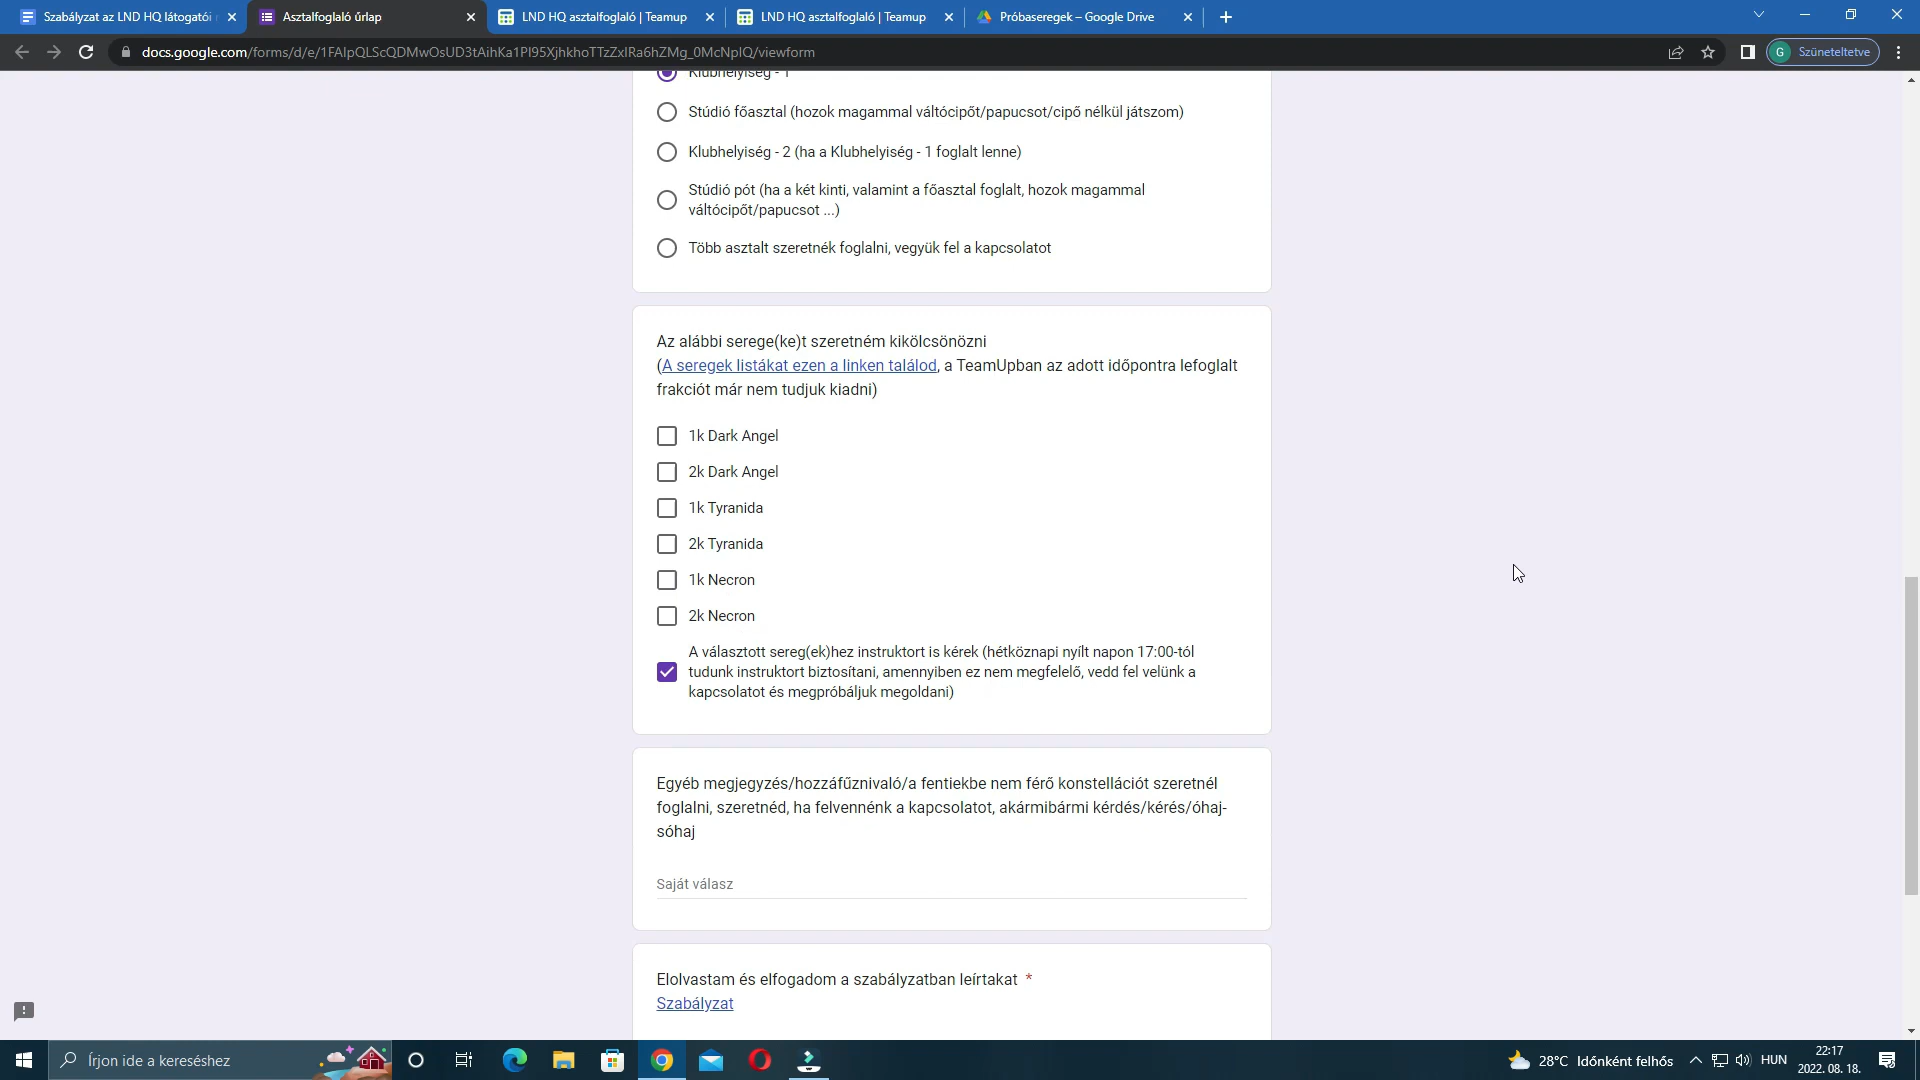 Szabályzat az LND HQ látogatói
Asztalfoglaló űrlap
LND HQ asztalfoglaló | Teamup
LND HQ asztalfoglaló | Teamup
Próbaseregek – Google Drive
docs.google.com/forms/d/e/1FAIpQLScQDMwOsUD3tAihKa1PI95XjhkhoTTzZxIRa6hZMg_0McNpIQ/viewform
G Szüneteltetve
Klubhelyiség - 1
Stúdió főasztal (hozok magammal váltócipőt/papucsot/cipő nélkül játszom)
Klubhelyiség - 2 (ha a Klubhelyiség - 1 foglalt lenne)
Stúdió pót (ha a két kinti, valamint a főasztal foglalt, hozok magammal
váltócipőt/papucsot ...)
Több asztalt szeretnék foglalni, vegyük fel a kapcsolatot
Az alábbi serege(ke)t szeretném kikölcsönözni
(A seregek listákat ezen a linken találod, a TeamUpban az adott időpontra lefoglalt
frakciót már nem tudjuk kiadni)
1k Dark Angel
2k Dark Angel
1k Tyranida
2k Tyranida
1k Necron
2k Necron
A választott sereg(ek)hez instruktort is kérek (hétköznapi nyílt napon 17:00-tól
tudunk instruktort biztosítani, amennyiben ez nem megfelelő, vedd fel velünk a
kapcsolatot és megpróbáljuk megoldani)
Egyéb megjegyzés/hozzáfűznivaló/a fentiekbe nem férő konstellációt szeretnél
foglalni, szeretnéd, ha felvennénk a kapcsolatot, akármibármi kérdés/kérés/óhaj-
sóhaj
Saját válasz
Elolvastam és elfogadom a szabályzatban leírtakat *
Szabályzat
Írjon ide a kereséshez
28°C Időnként felhős
HUN
22:17
2022. 08. 18.